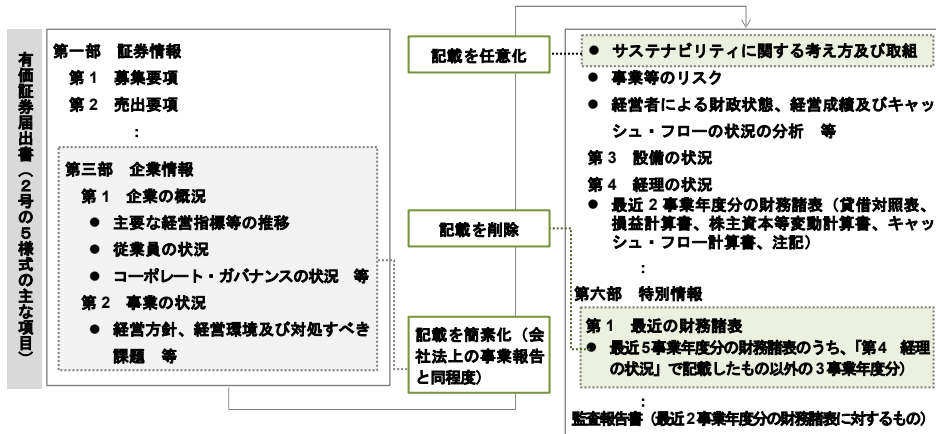 有価証券届出書(2号の5様式の主な項目)
第一部 証券情報
第1 募集要項
第2 売出要項
:
第三部 企業情報
第1 企業の概況
● 主要な経営指標等の推移
● 従業員の状況
● コーポレート・ガバナンスの状況 等
第2 事業の状況
● 経営方針、経営環境及び対処すべき
課題 等
記載を任意化
記載を削除
記載を簡素化(会
社法上の事業報告
と同程度)
● サステナビリティに関する考え方及び取組
● 事業等のリスク
● 経営者による財政状態、経営成績及びキャッ
シュ・フローの状況の分析 等
第3 設備の状況
第4 経理の状況
● 最近2事業年度分の財務諸表(貸借対照表、
損益計算書、株主資本等変動計算書、キャッ
シュ・フロー計算書、注記)
:
第六部 特別情報
第1 最近の財務諸表
● 最近5事業年度分の財務諸表のうち、「第4 経理
の状況」で記載したもの以外の3事業年度分)
:
監査報告書(最近2事業年度分の財務諸表に対するもの)